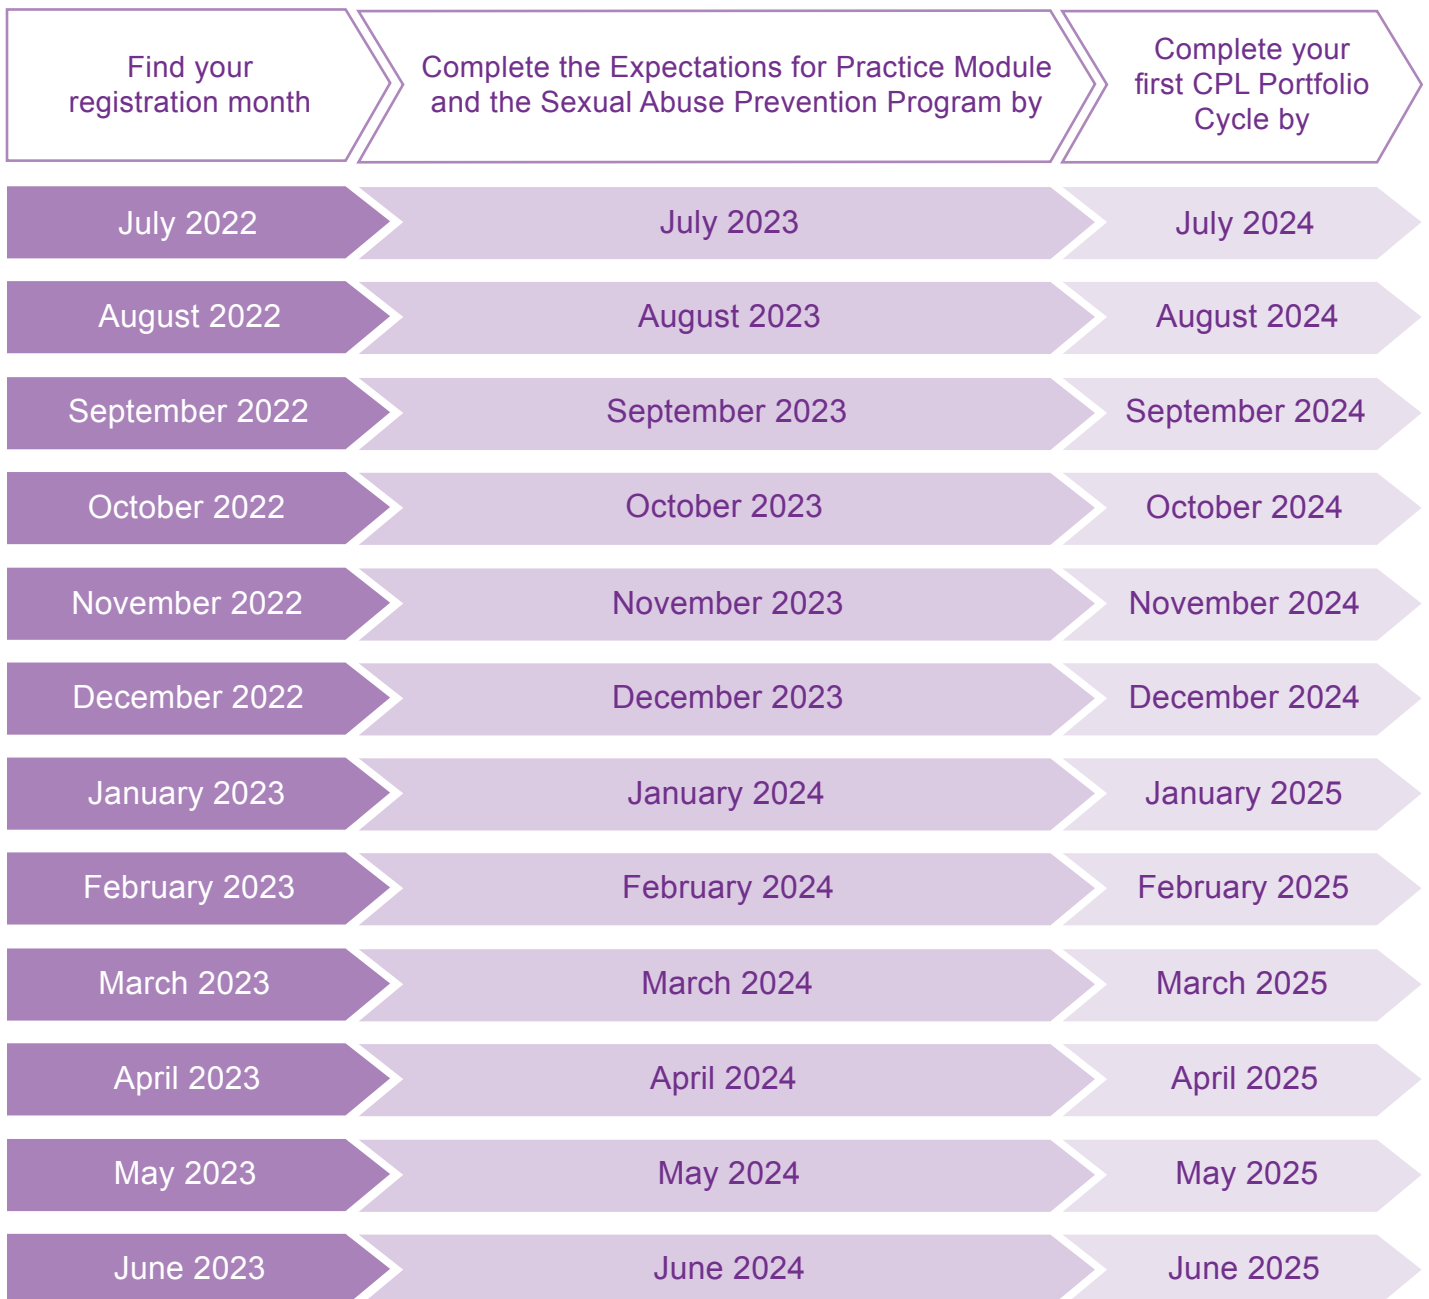 Find your
registration month
Complete the Expectations for Practice Module
and the Sexual Abuse Prevention Program by
Complete your
first CPL Portfolio
Cycle by
July 2022
July 2023
July 2024
August 2022
August 2023
August 2024
September 2022
September 2023
September 2024
October 2022
October 2023
October 2024
November 2022
November 2023
November 2024
December 2022
December 2023
December 2024
January 2023
January 2024
January 2025
February 2023
February 2024
February 2025
March 2023
March 2024
March 2025
April 2023
April 2024
April 2025
May 2023
May 2024
May 2025
June 2023
June 2024
June 2025